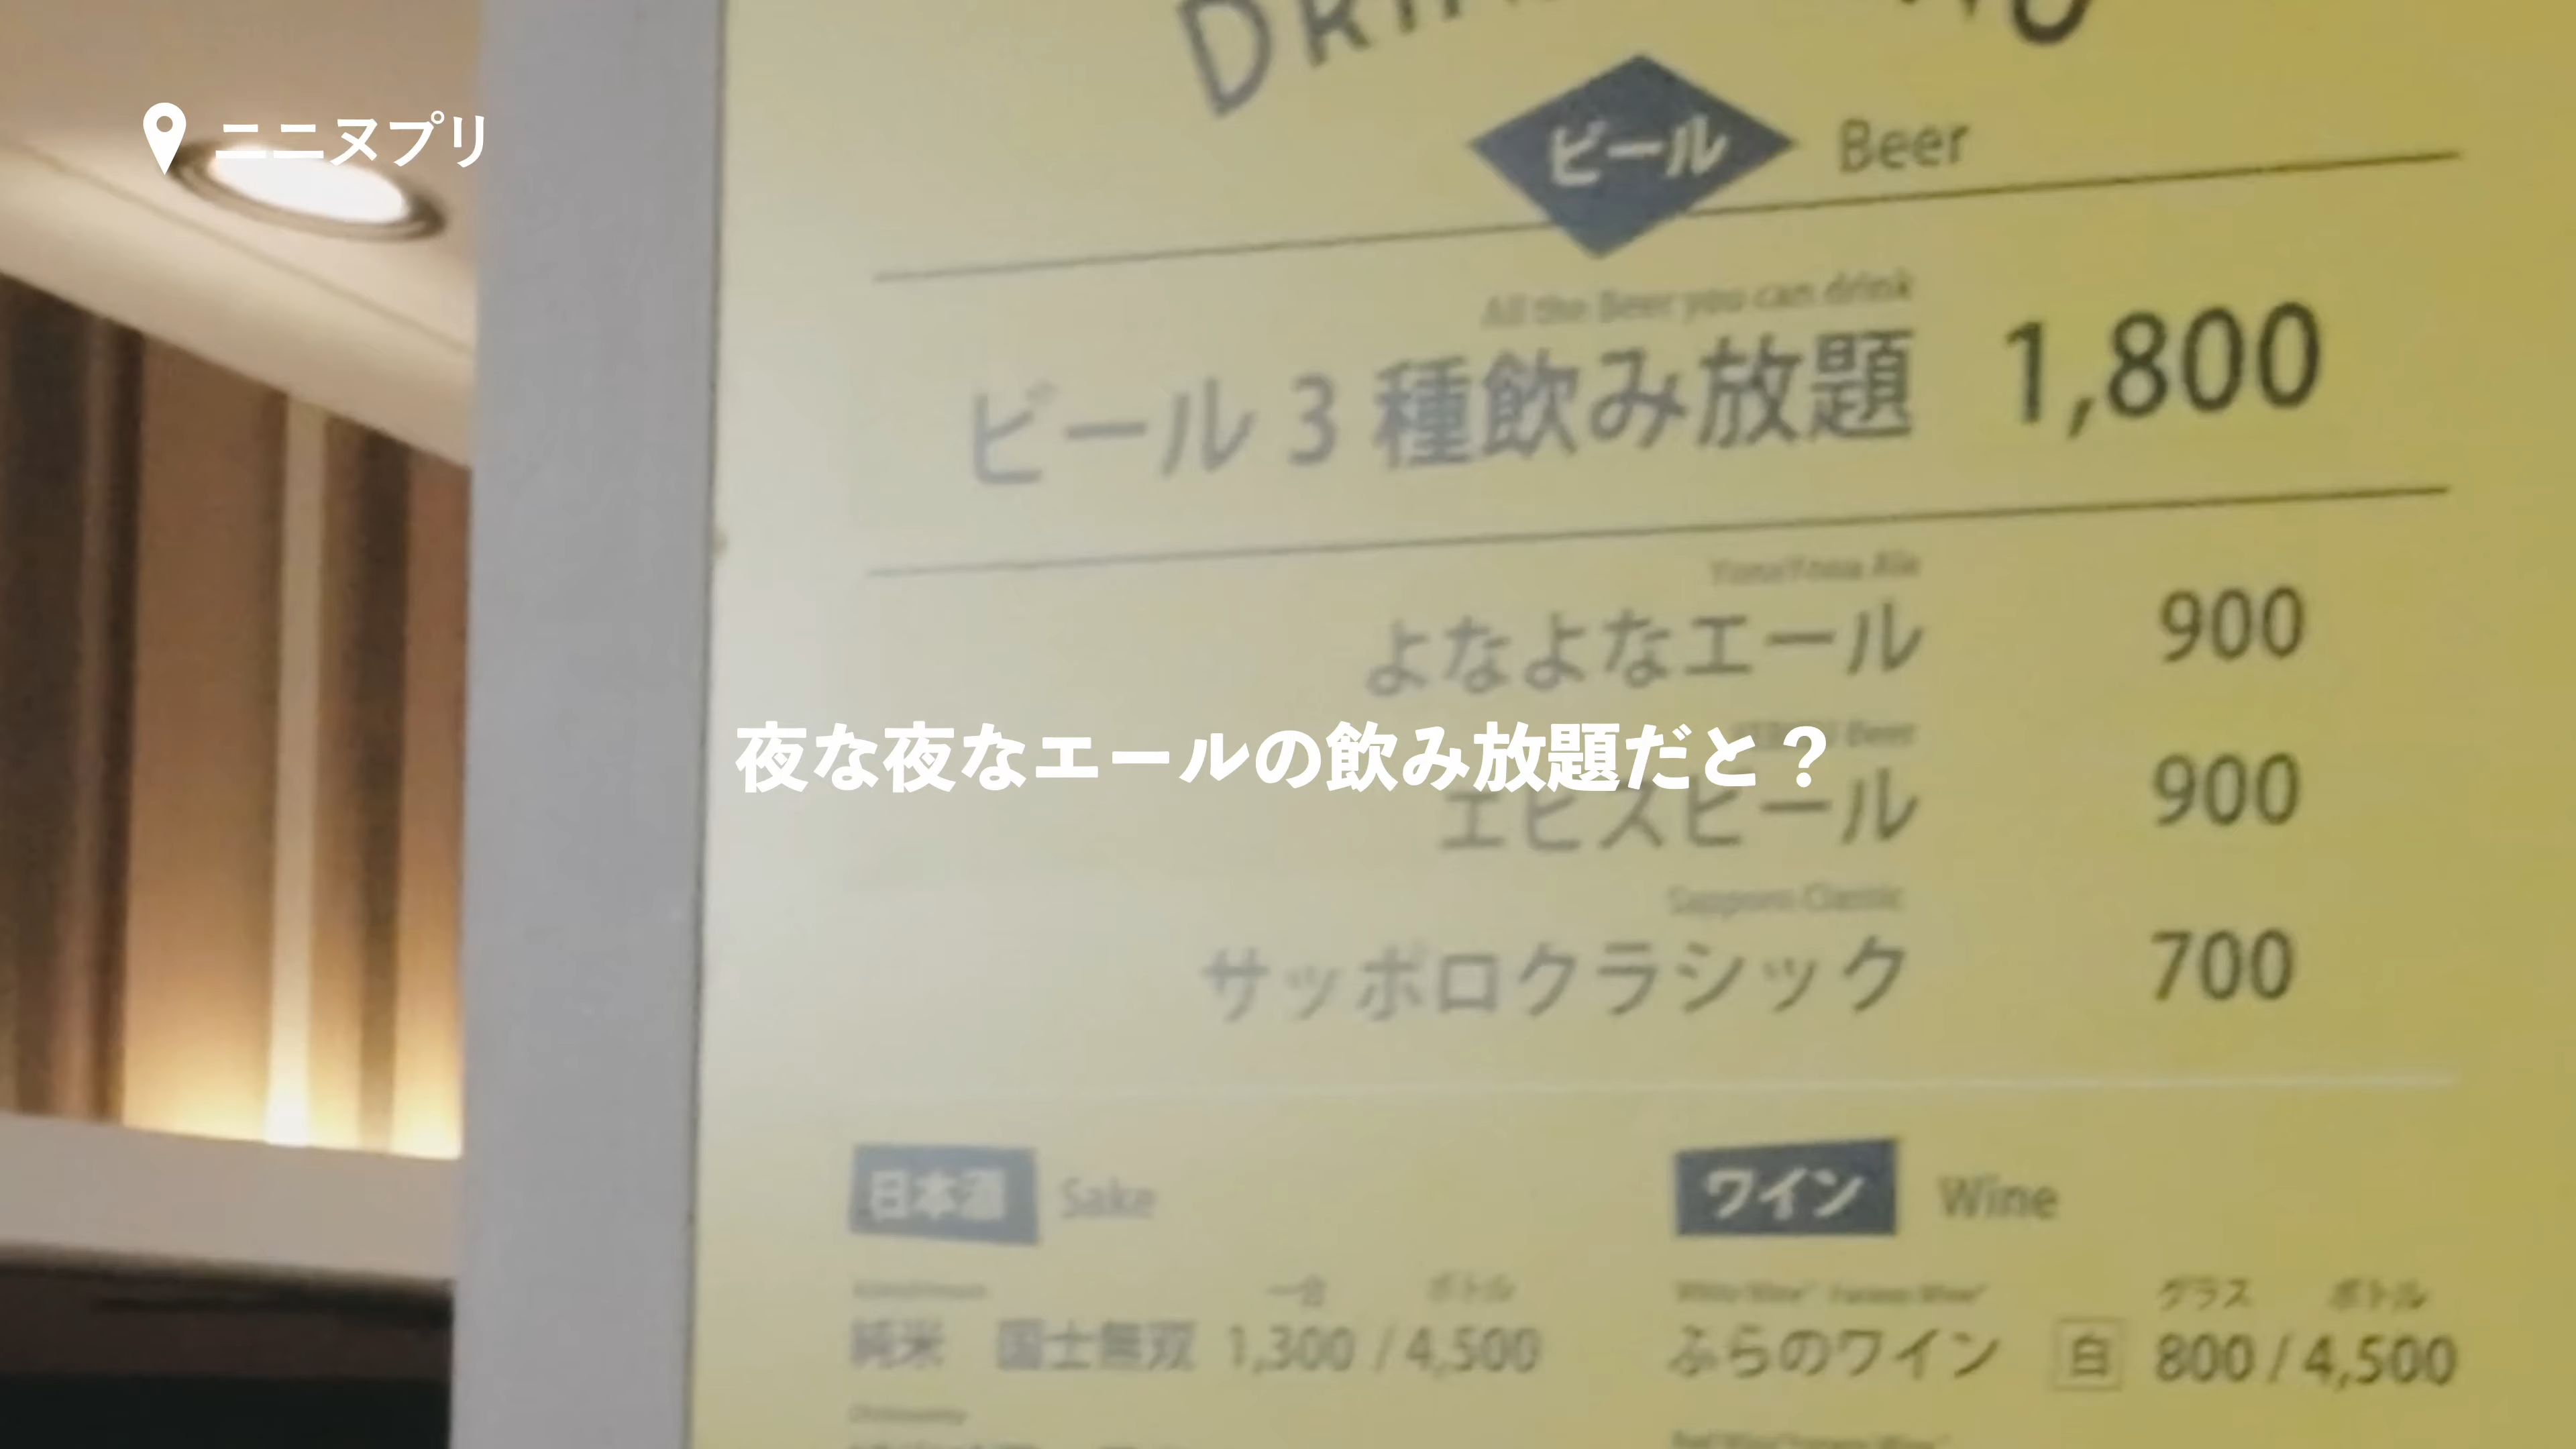 ニニヌプリ
ビール Beer
All the Beer you can drink
ビール3種飲み放題 1,800
よなよなエール 900
夜な夜なエールの飲み放題だと？
Beer
エビスビール 900
Sapporo Classic
サッポロクラシック 700
日本酒 Sake
ワイン Wine
一合 ボトル
純米 国士無双 1,300 / 4,500
グラス ボトル
ふらのワイン 白 800 / 4,500